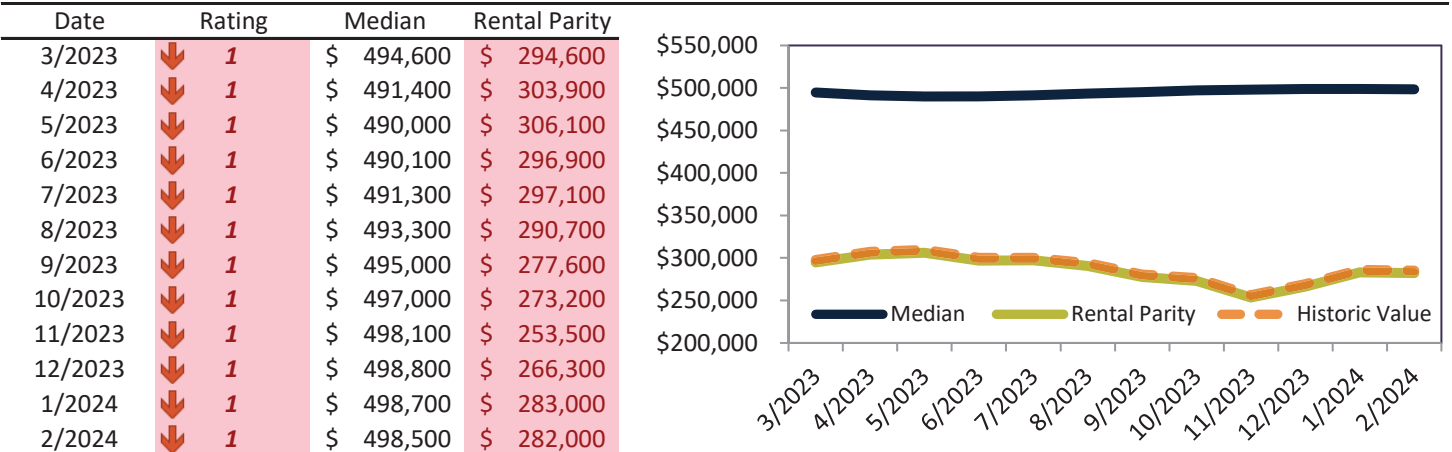 Date Rating Median Rental Parity
3/2023 1 $ 494,600 $ 294,600
4/2023 1 $ 491,400 $ 303,900
5/2023 1 $ 490,000 $ 306,100
6/2023 1 $ 490,100 $ 296,900
7/2023 1 $ 491,300 $ 297,100
8/2023 1 $ 493,300 $ 290,700
9/2023 1 $ 495,000 $ 277,600
10/2023 1 $ 497,000 $ 273,200
11/2023 1 $ 498,100 $ 253,500
12/2023 1 $ 498,800 $ 266,300
1/2024 1 $ 498,700 $ 283,000
2/2024 1 $ 498,500 $ 282,000
$550,000
$500,000
$450,000
$400,000
$350,000
$300,000
$250,000
$200,000
Median Rental Parity Historic Value
3/2023 4/2023 5/2023 6/2023 7/2023 8/2023 9/2023 10/2023 11/2023 12/2023 1/2024 2/2024